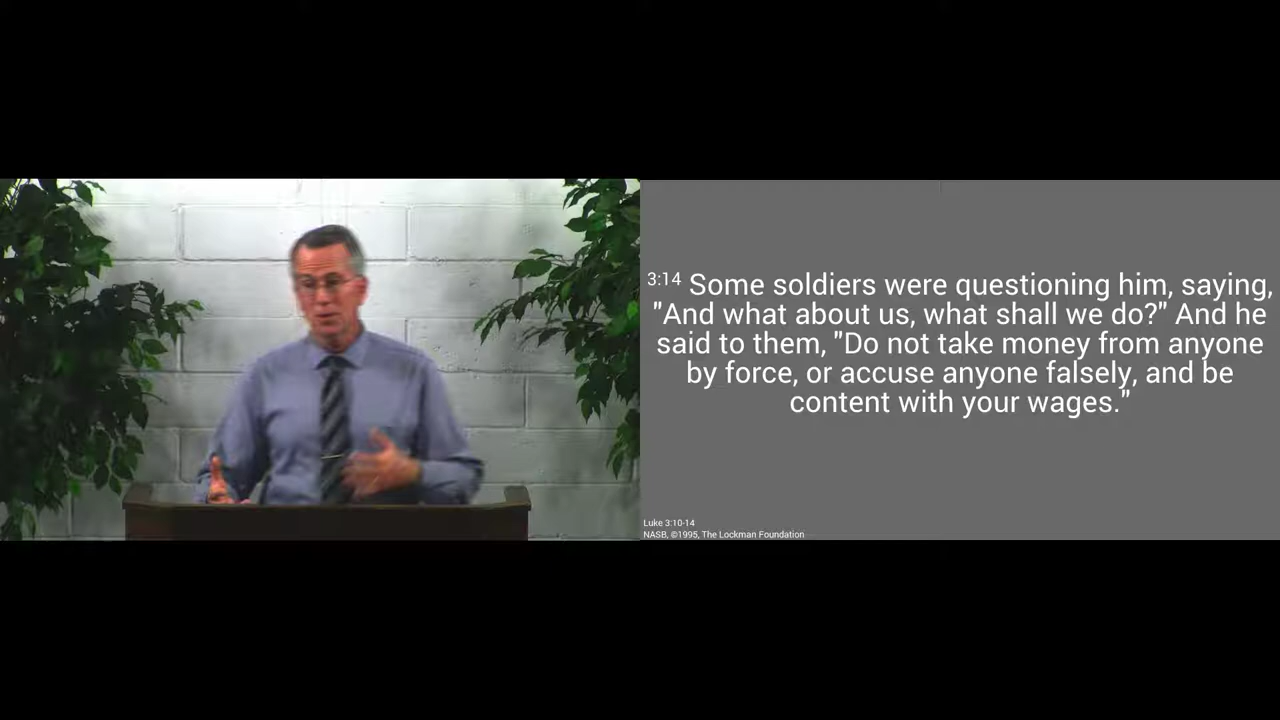 3:14 Some soldiers were questioning him, saying,
"And what about us, what shall we do?" And he
said to them, "Do not take money from anyone
by force, or accuse anyone falsely, and be
content with your wages."
Luke 3:10-14
NASB, ©1995, The Lockman Foundation